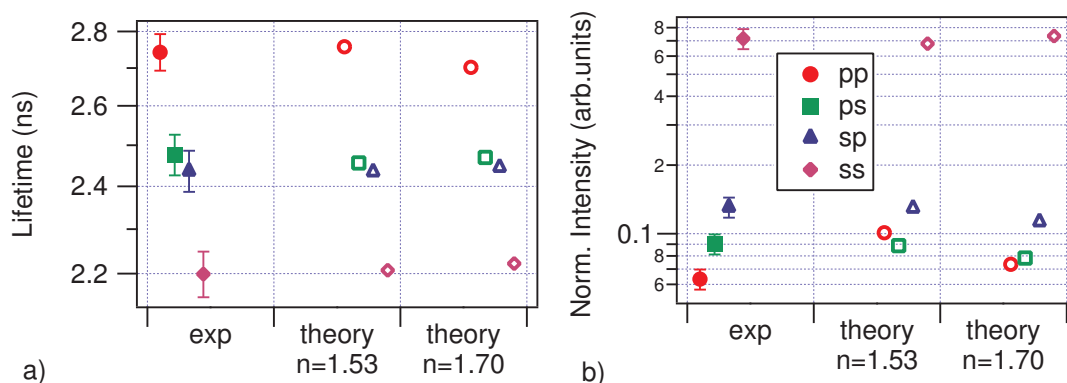 2.8
2.6
2.4
2.2
Lifetime (ns)
exp
theory
n=1.53
theory
n=1.70
a)
8
6
4
2
0.1
8
6
Norm. Intensity (arb.units)
pp
ps
sp
ss
exp
theory
n=1.53
theory
n=1.70
b)